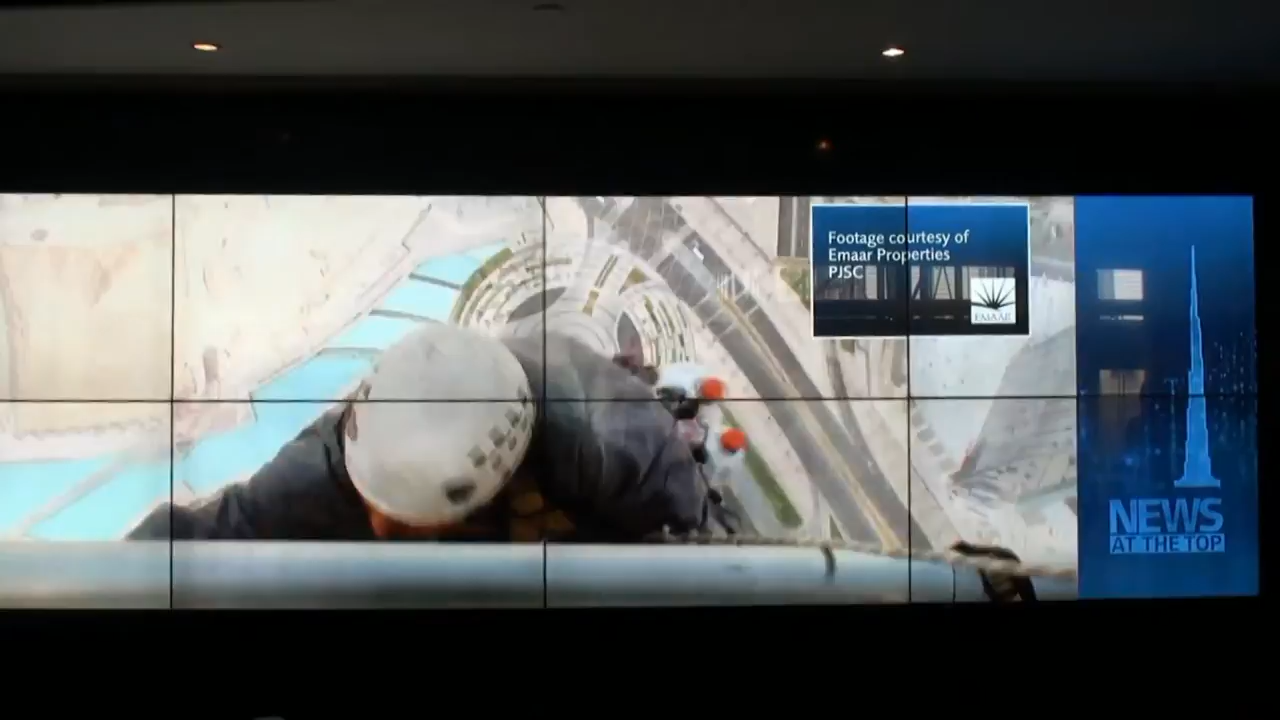 Footage courtesy of
Emaar Properties
PJSC
EMAAR
NEWS
AT THE TOP